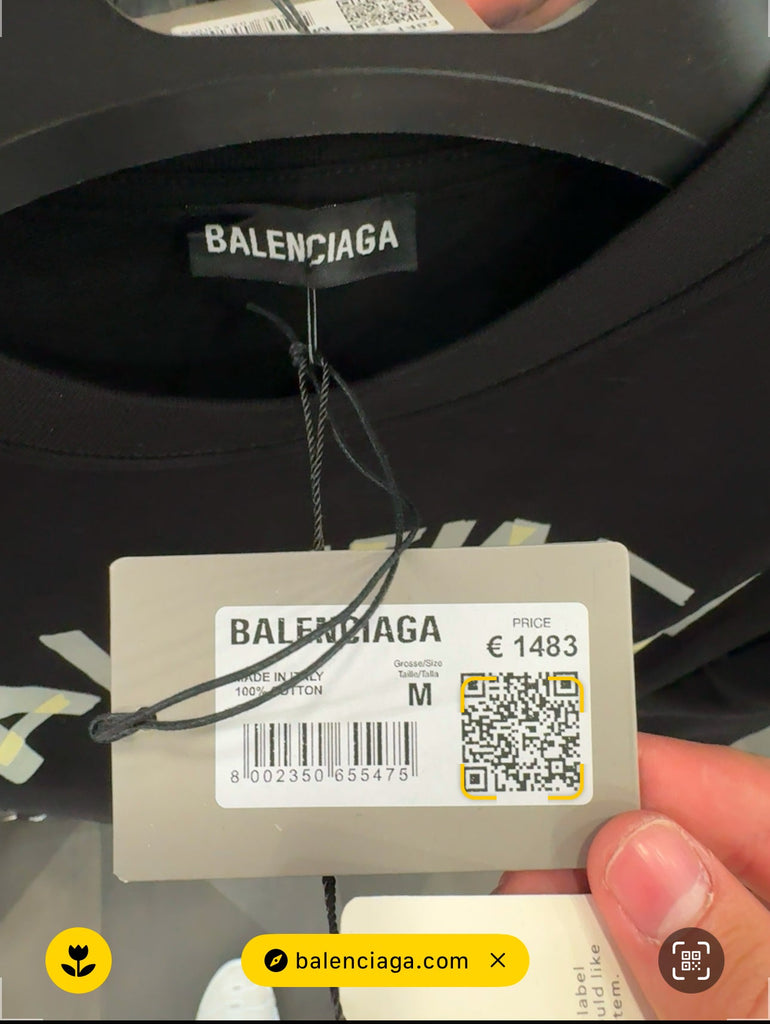 BALENCIAGA
BALENCIAGA
PRICE
€ 1483
Grosse/Size
Taille/Talla
M
MADE IN ITALY
100% COTTON
8 002350 655475
balenciaga.com
label
uld like
tem.